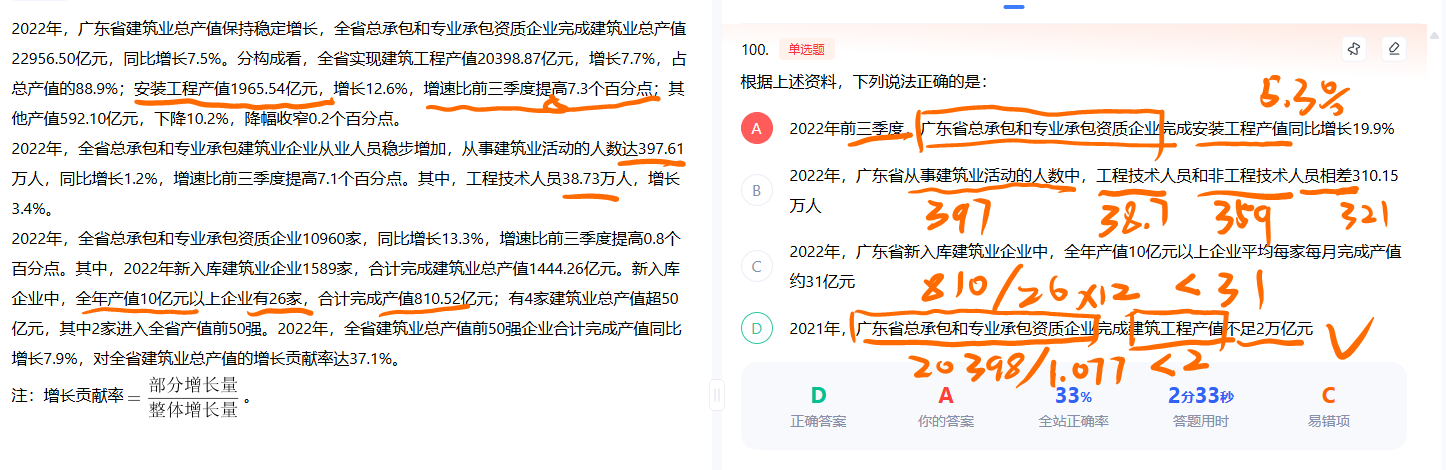 2022年，广东省建筑业总产值保持稳定增长，全省总承包和专业承包资质企业完成建筑业总产值
22956.50亿元，同比增长7.5%。分构成看，全省实现建筑工程产值20398.87亿元，增长7.7%，占
总产值的88.9%；安装工程产值1965.54亿元，增长12.6%，增速比前三季度提高7.3个百分点；其
他产值592.10亿元，下降10.2%，降幅收窄0.2个百分点。
2022年，全省总承包和专业承包建筑业企业从业人员稳步增加，从事建筑业活动的人数达397.61
万人，同比增长1.2%，增速比前三季度提高7.1个百分点。其中，工程技术人员38.73万人，增长
3.4%。
2022年，全省总承包和专业承包资质企业10960家，同比增长13.3%，增速比前三季度提高0.8个
百分点。其中，2022年新入库建筑业企业1589家，合计完成建筑业总产值1444.26亿元。新入库
企业中，全年产值10亿元以上企业有26家，合计完成产值810.52亿元；有4家建筑业总产值超50
亿元，其中2家进入全省产值前50强。2022年，全省建筑业总产值前50强企业合计完成产值同比
增长7.9%，对全省建筑业总产值的增长贡献率达37.1%。
注：增长贡献率=部分增长量/整体增长量。
100. 单选题
根据上述资料，下列说法正确的是：
5.3%
A 2022年前三季度，广东省总承包和专业承包资质企业完成安装工程产值同比增长19.9%
B 2022年，广东省从事建筑业活动的人数中，工程技术人员和非工程技术人员相差310.15
万人
397 38.7 359 321
C 2022年，广东省新入库建筑业企业中，全年产值10亿元以上企业平均每家每月完成产值
约31亿元
810/26×12 <31
D 2021年，广东省总承包和专业承包资质企业完成建筑工程产值不足2万亿元
20398/1.077 <2
D A 33% 2分33秒 C
正确答案 你的答案 全站正确率 答题用时 易错项